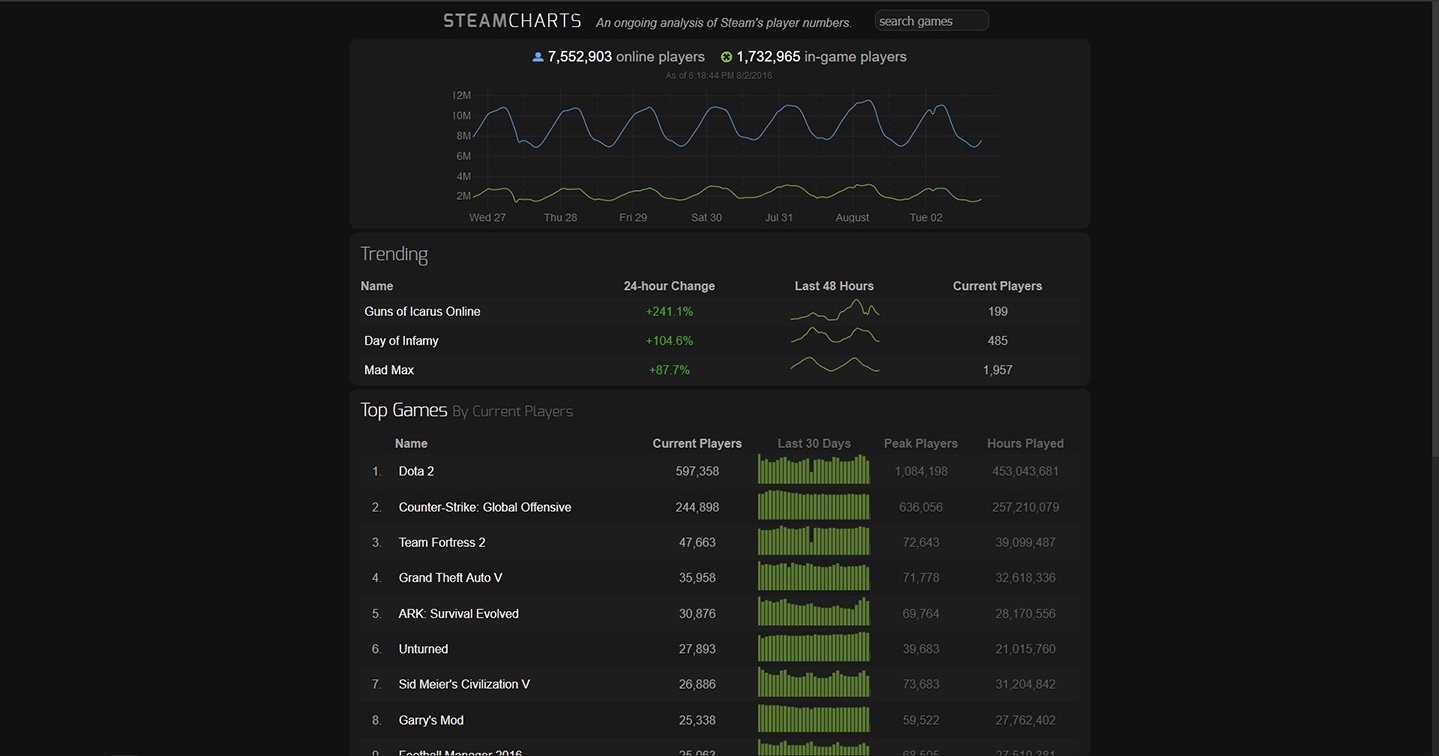 STEAMCHARTS An ongoing analysis of Steam's player numbers. search games
7,552,903 online players 1,732,965 in-game players
As of 6:18:44 PM 8/2/2016.
12M
10M
8M
6M
4M
2M
Wed 27 Thu 28 Fri 29 Sat 30 Jul 31 August Tue 02
Trending
Name 24-hour Change Last 48 Hours Current Players
Guns of Icarus Online +241.1% 199
Day of Infamy +104.6% 485
Mad Max +87.7% 1,957
Top Games By Current Players
Name Current Players Last 30 Days Peak Players Hours Played
1. Dota 2 597,358 1,084,198 453,043,681
2. Counter-Strike: Global Offensive 244,898 636,056 257,210,079
3. Team Fortress 2 47,663 72,643 39,099,487
4. Grand Theft Auto V 35,958 71,778 32,618,336
5. ARK: Survival Evolved 30,876 69,764 28,170,556
6. Unturned 27,893 39,683 21,015,760
7. Sid Meier's Civilization V 26,886 73,683 31,204,842
8. Garry's Mod 25,338 59,522 27,762,402
9. Football Manager 2016 25,063 68,505